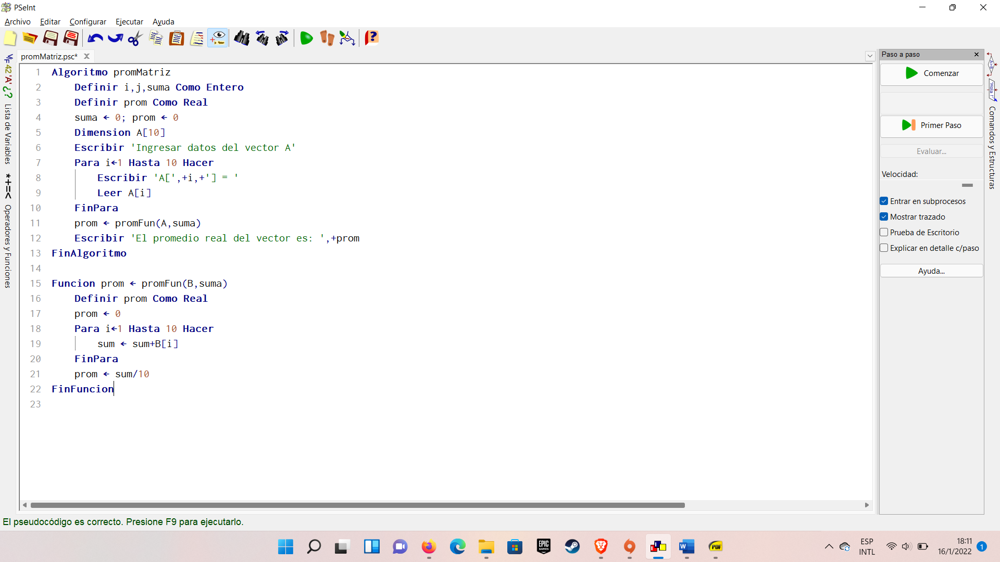 PSeInt
Archivo Editar Configurar Ejecutar Ayuda
promMatriz.psc*
1 Algoritmo promMatriz
2 Definir i,j,suma Como Entero
3 Definir prom Como Real
4 suma ← 0; prom ← 0
5 Dimension A[10]
6 Escribir 'Ingresar datos del vector A'
7 Para i←1 Hasta 10 Hacer
8 Escribir 'A[',+i,+'] = '
9 Leer A[i]
10 FinPara
11 prom ← promFun(A,suma)
12 Escribir 'El promedio real del vector es: ',+prom
13 FinAlgoritmo
14
15 Funcion prom ← promFun(B,suma)
16 Definir prom Como Real
17 prom ← 0
18 Para i←1 Hasta 10 Hacer
19 sum ← sum+B[i]
20 FinPara
21 prom ← sum/10
22 FinFuncion
23
V/F 42 'A' ¿? Lista de Variables
*+=< Operadores y Funciones
Paso a paso
Comenzar
Primer Paso
Evaluar...
Velocidad:
Entrar en subprocesos
Mostrar trazado
Prueba de Escritorio
Explicar en detalle c/paso
Ayuda...
A>B
'Hola !'
Comandos y Estructuras
El pseudocódigo es correcto. Presione F9 para ejecutarlo.
EPIC
GAMES
W
PDF
ESP
INTL
18:11
16/1/2022
1